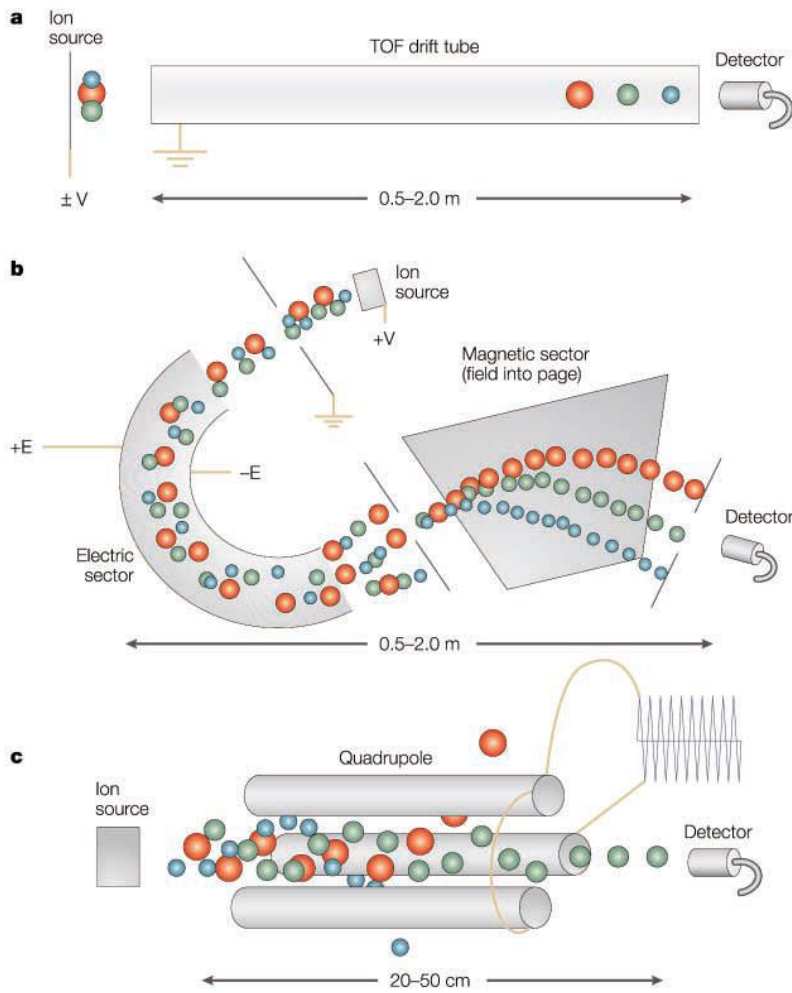 a
Ion
source
TOF drift tube
Detector
± V
0.5–2.0 m
b
Ion
source
+V
Magnetic sector
(field into page)
+E
–E
Electric
sector
Detector
0.5–2.0 m
c
Quadrupole
Ion
source
Detector
20–50 cm